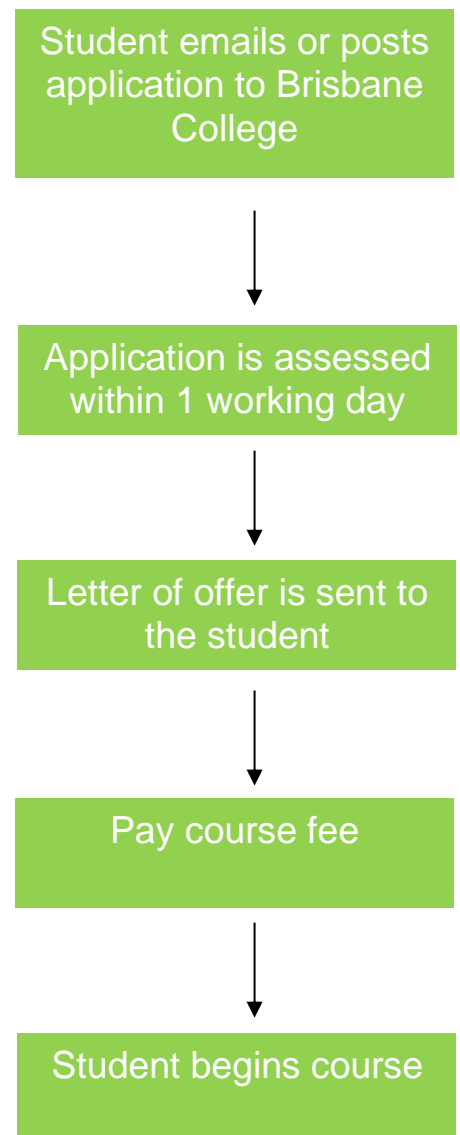 Student emails or posts
application to Brisbane
College
Application is assessed
within 1 working day
Letter of offer is sent to
the student
Pay course fee
Student begins course